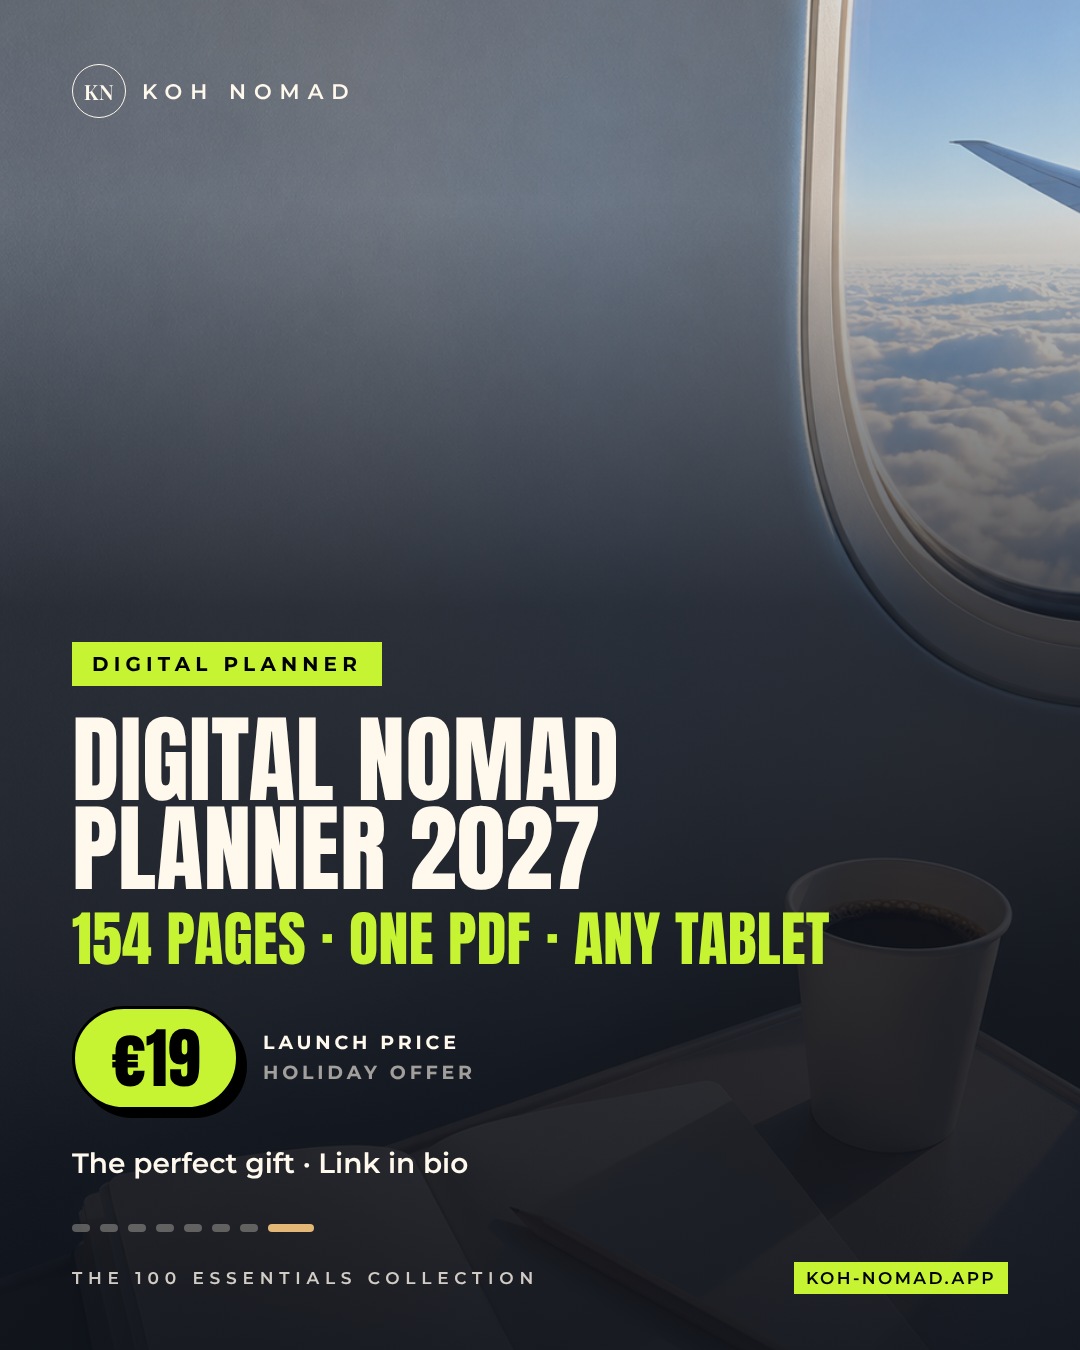 KN KOH NOMAD
DIGITAL PLANNER
DIGITAL NOMAD
PLANNER 2027
154 PAGES · ONE PDF · ANY TABLET
€19
LAUNCH PRICE
HOLIDAY OFFER
The perfect gift · Link in bio
THE 100 ESSENTIALS COLLECTION
KOH-NOMAD.APP